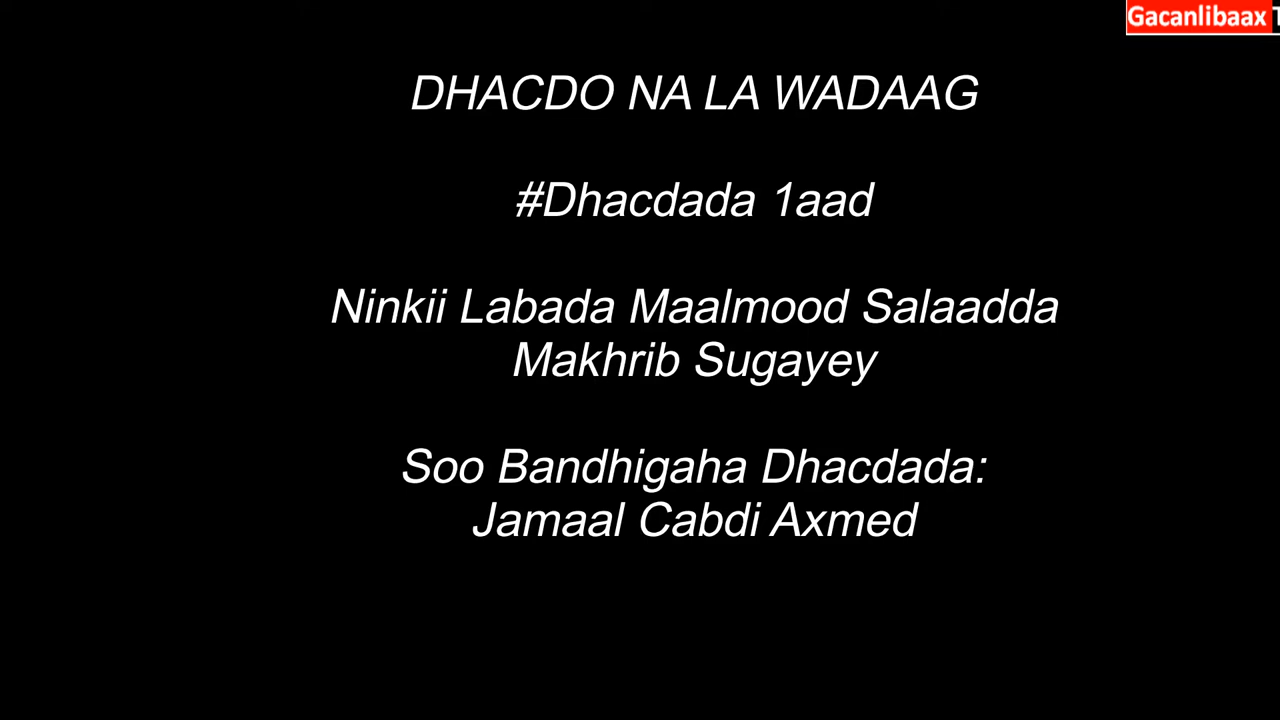 Gacanlibaax T
DHACDO NA LA WADAAG
#Dhacdada 1aad
Ninkii Labada Maalmood Salaadda
Makhrib Sugayey
Soo Bandhigaha Dhacdada:
Jamaal Cabdi Axmed